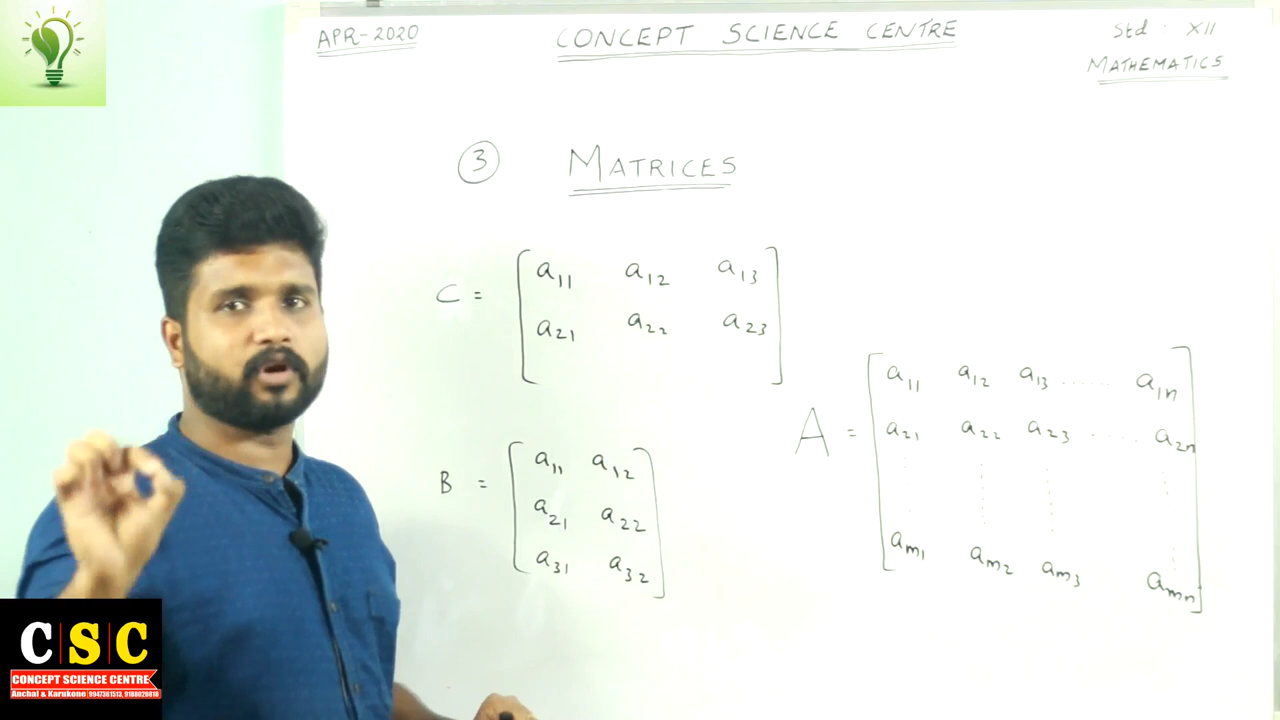 APR-2020
CONCEPT SCIENCE CENTRE
Std XII
MATHEMATICS
3 MATRICES
C = [ a11 a12 a13
a21 a22 a23 ]
B = [ a11 a12
a21 a22
a31 a32 ]
A = [ a11 a12 a13 ...... a1n
a21 a22 a23 ...... a2n
am1 am2 am3 amn ]
CSC
CONCEPT SCIENCE CENTRE
Anchal & Karukone